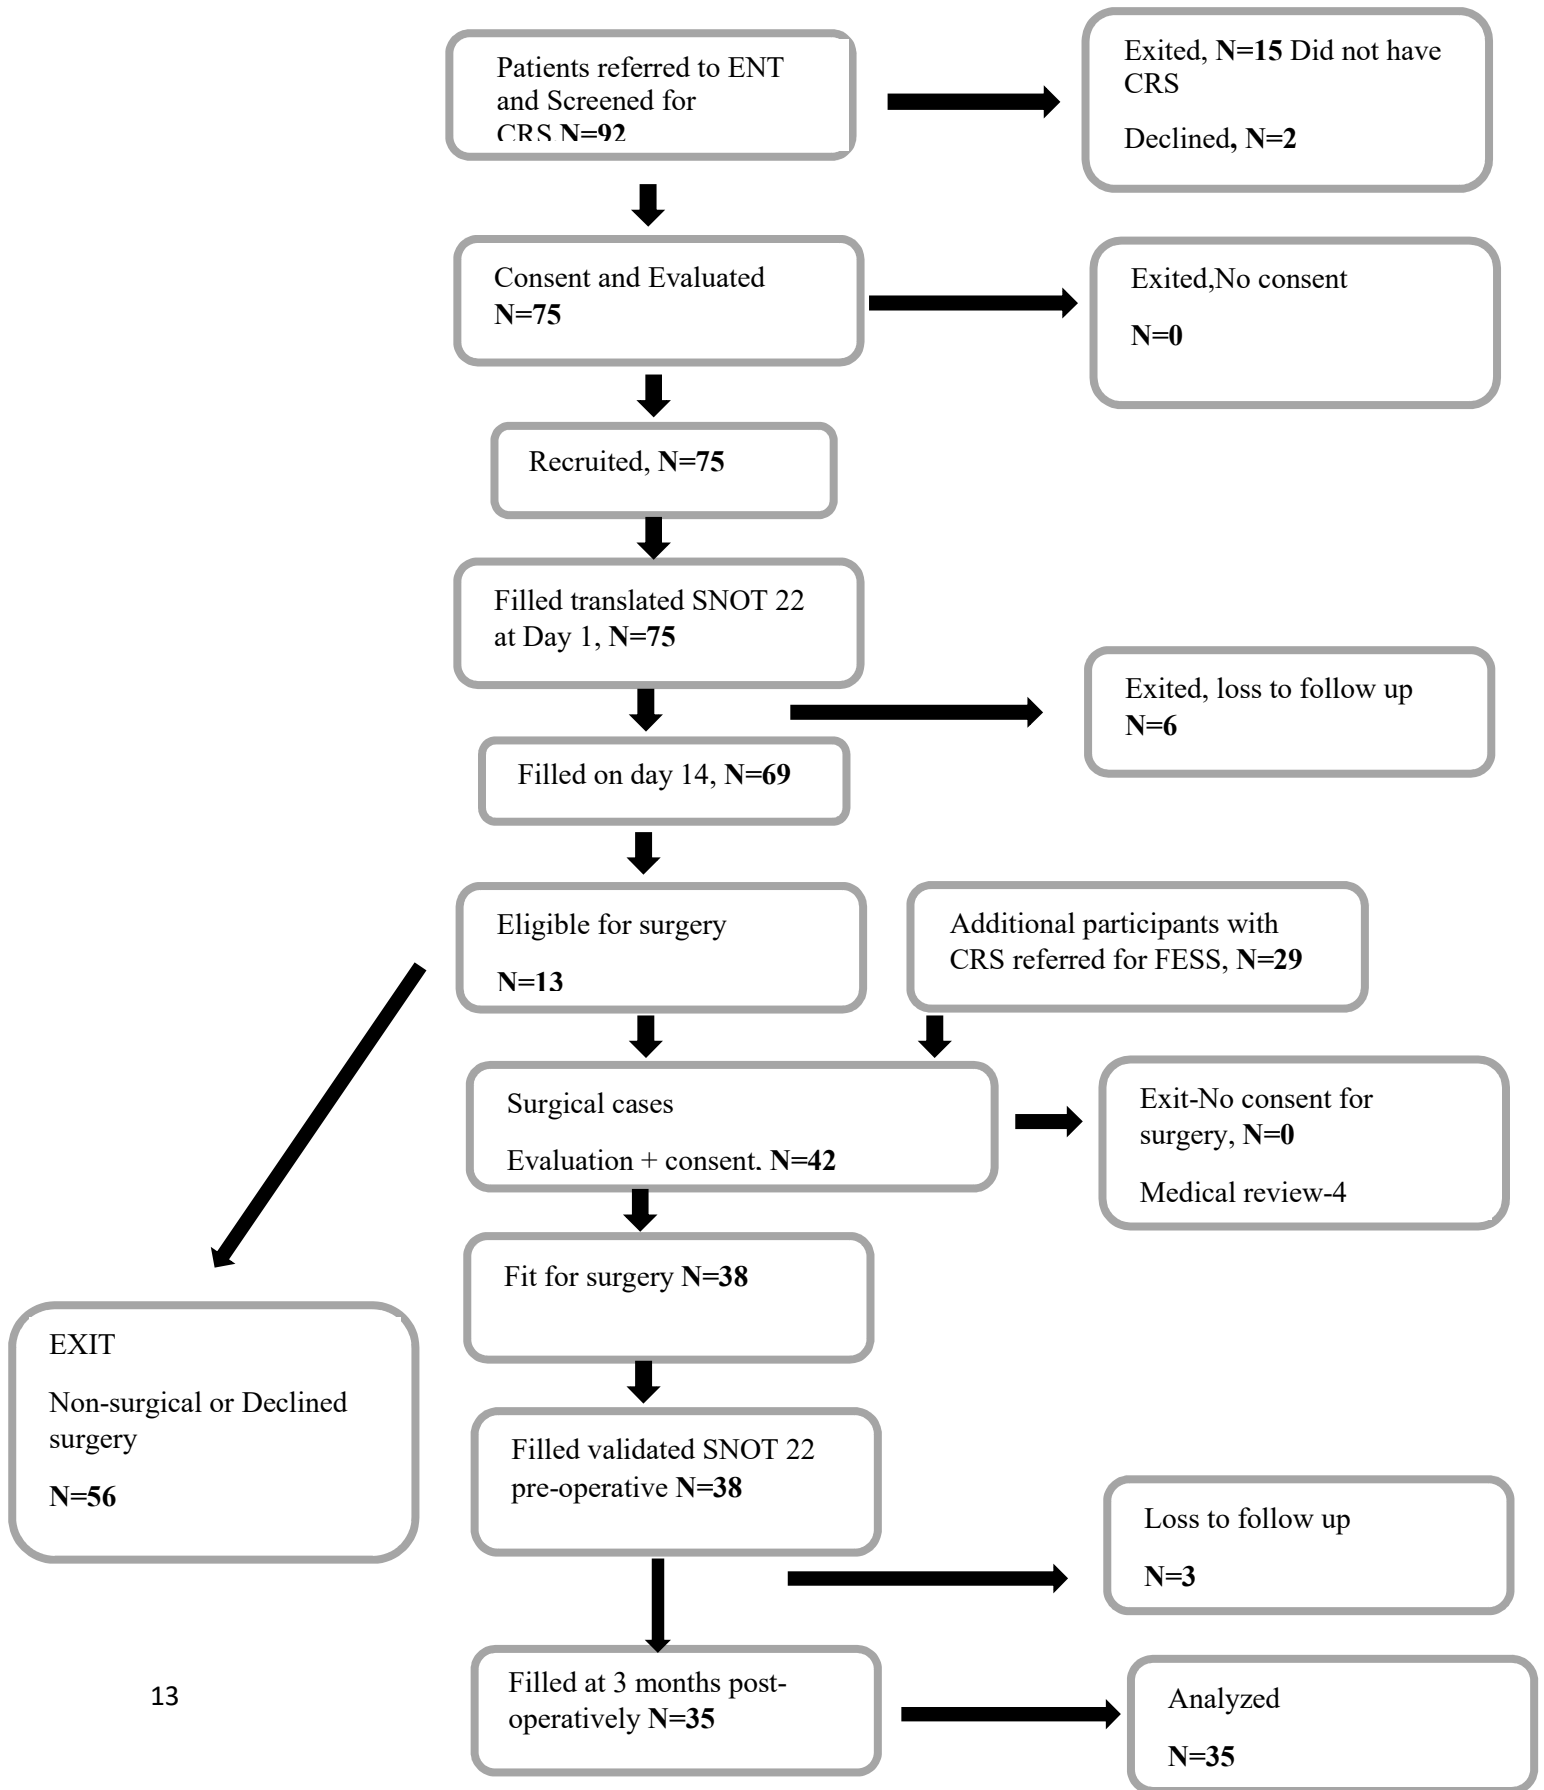 Patients referred to ENT
and Screened for
CRS N=92
Exited, N=15 Did not have
CRS
Declined, N=2
Consent and Evaluated
N=75
Exited,No consent
N=0
Recruited, N=75
Filled translated SNOT 22
at Day 1, N=75
Exited, loss to follow up
N=6
Filled on day 14, N=69
Eligible for surgery
N=13
Additional participants with
CRS referred for FESS, N=29
Surgical cases
Evaluation + consent, N=42
Exit-No consent for
surgery, N=0
Medical review-4
Fit for surgery N=38
EXIT
Non-surgical or Declined
surgery
N=56
Filled validated SNOT 22
pre-operative N=38
Loss to follow up
N=3
Filled at 3 months post-
operatively N=35
Analyzed
N=35
13